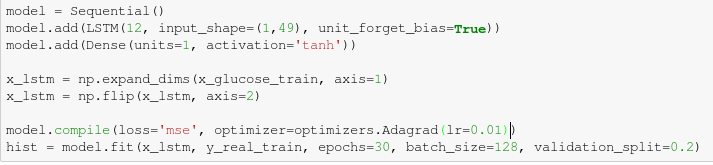 model = Sequential()
model.add(LSTM(12, input_shape=(1,49), unit_forget_bias=True))
model.add(Dense(units=1, activation='tanh'))
x_lstm = np.expand_dims(x_glucose_train, axis=1)
x_lstm = np.flip(x_lstm, axis=2)
model.compile(loss='mse', optimizer=optimizers.Adagrad(lr=0.01))
hist = model.fit(x_lstm, y_real_train, epochs=30, batch_size=128, validation_split=0.2)